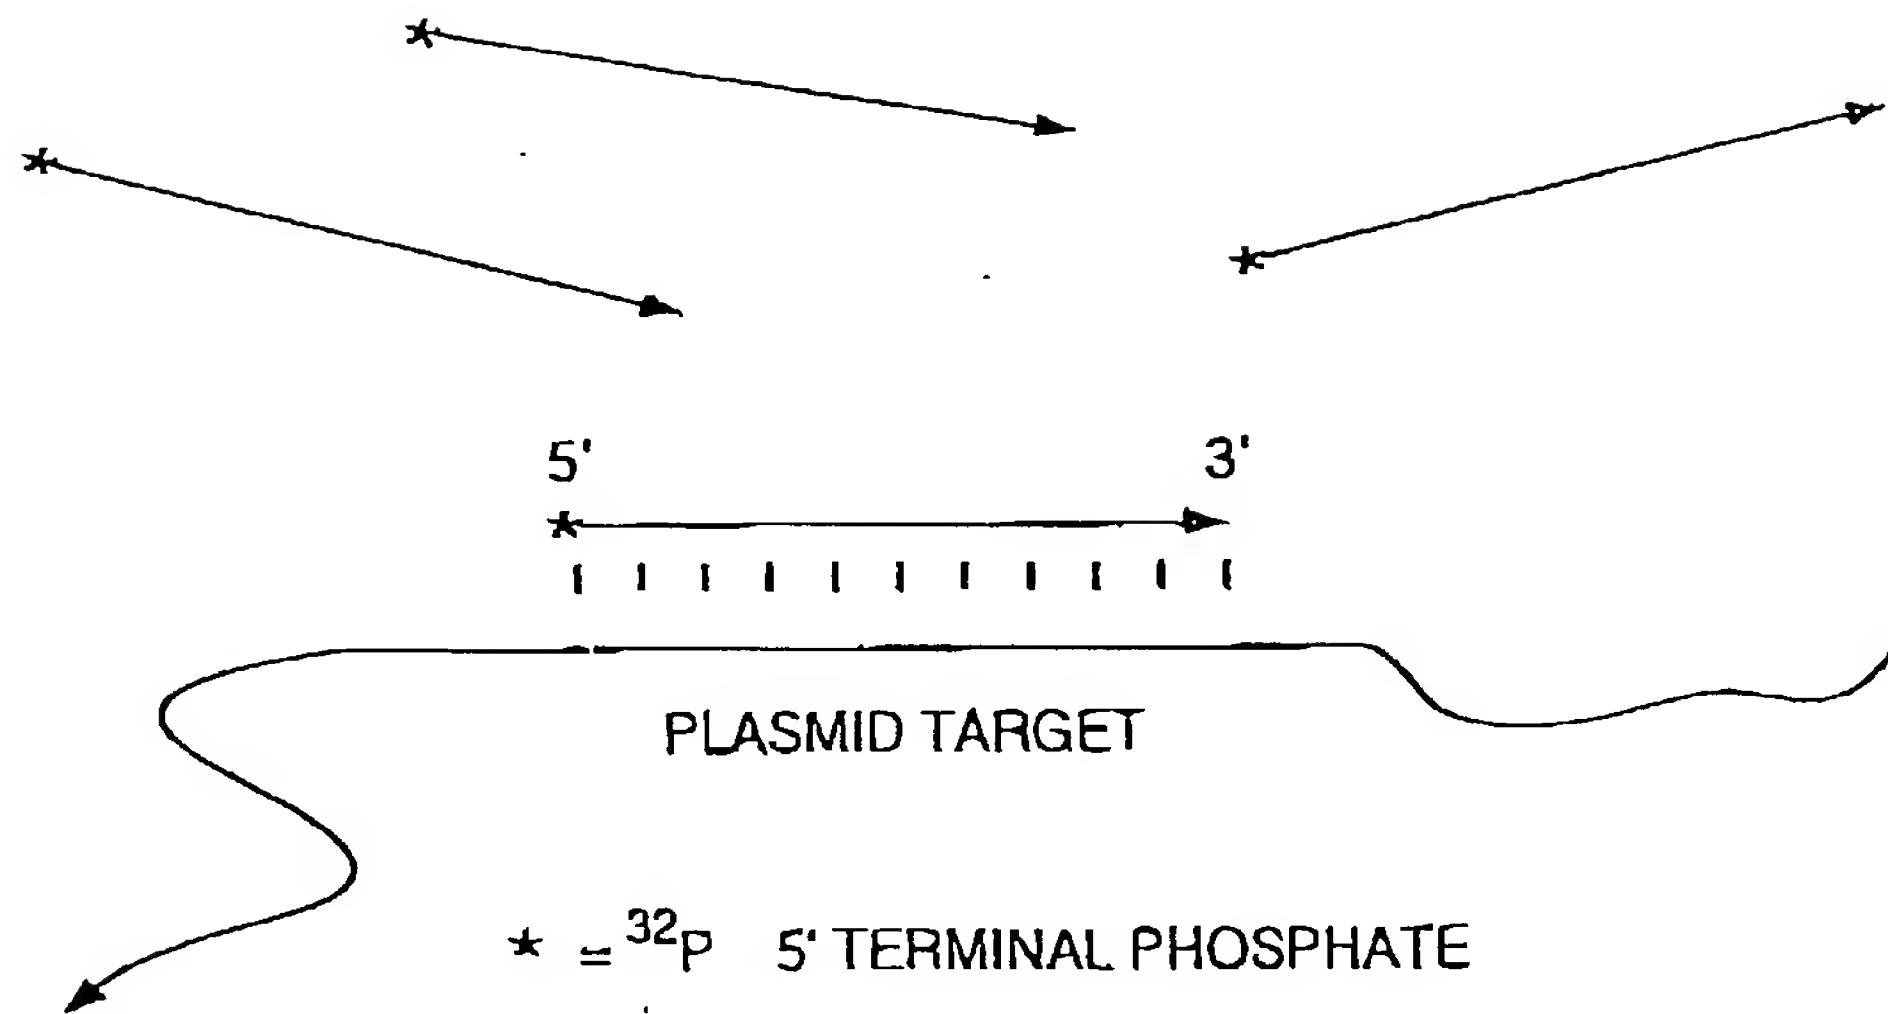 5' 3'
PLASMID TARGET
* = ³²P 5' TERMINAL PHOSPHATE